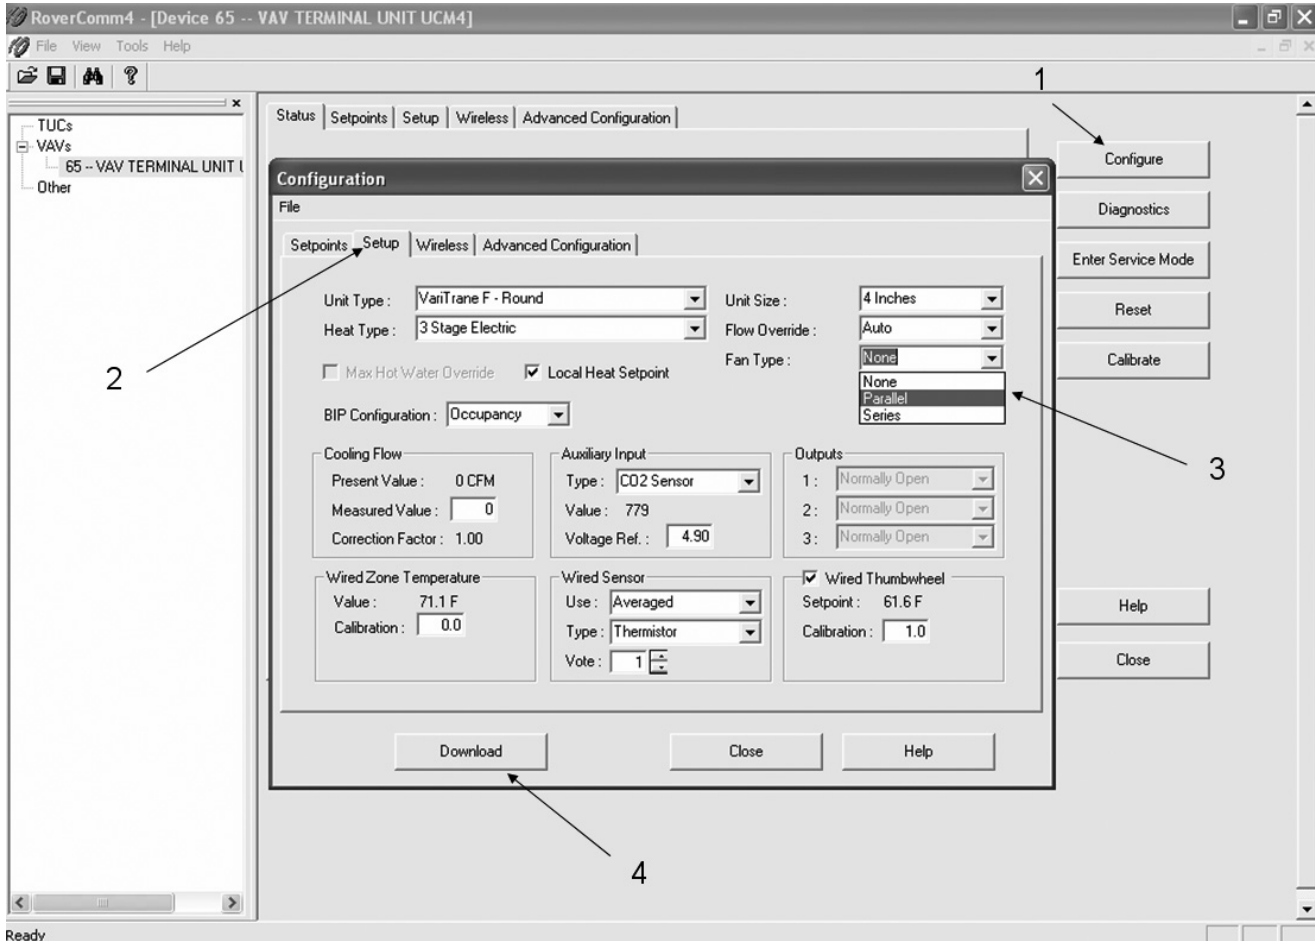 RoverComm4 - [Device 65 -- VAV TERMINAL UNIT UCM4]
File View Tools Help
1
TUCs
VAVs
65 -- VAV TERMINAL UNIT U
Other
Status Setpoints Setup Wireless Advanced Configuration
Configure
Diagnostics
Enter Service Mode
Reset
Calibrate
Help
Close
Configuration
File
Setpoints Setup Wireless Advanced Configuration
2
Unit Type : VariTrane F - Round
Unit Size : 4 Inches
Heat Type : 3 Stage Electric
Flow Override : Auto
Fan Type : None
None
Parallel
Series
3
Max Hot Water Override Local Heat Setpoint
BIP Configuration : Occupancy
Cooling Flow
Present Value : 0 CFM
Measured Value : 0
Correction Factor : 1.00
Auxiliary Input
Type : CO2 Sensor
Value : 779
Voltage Ref. : 4.90
Outputs
1 : Normally Open
2 : Normally Open
3 : Normally Open
Wired Zone Temperature
Value : 71.1 F
Calibration : 0.0
Wired Sensor
Use : Averaged
Type : Thermistor
Vote : 1
Wired Thumbwheel
Setpoint : 61.6 F
Calibration : 1.0
Download Close Help
4
Ready